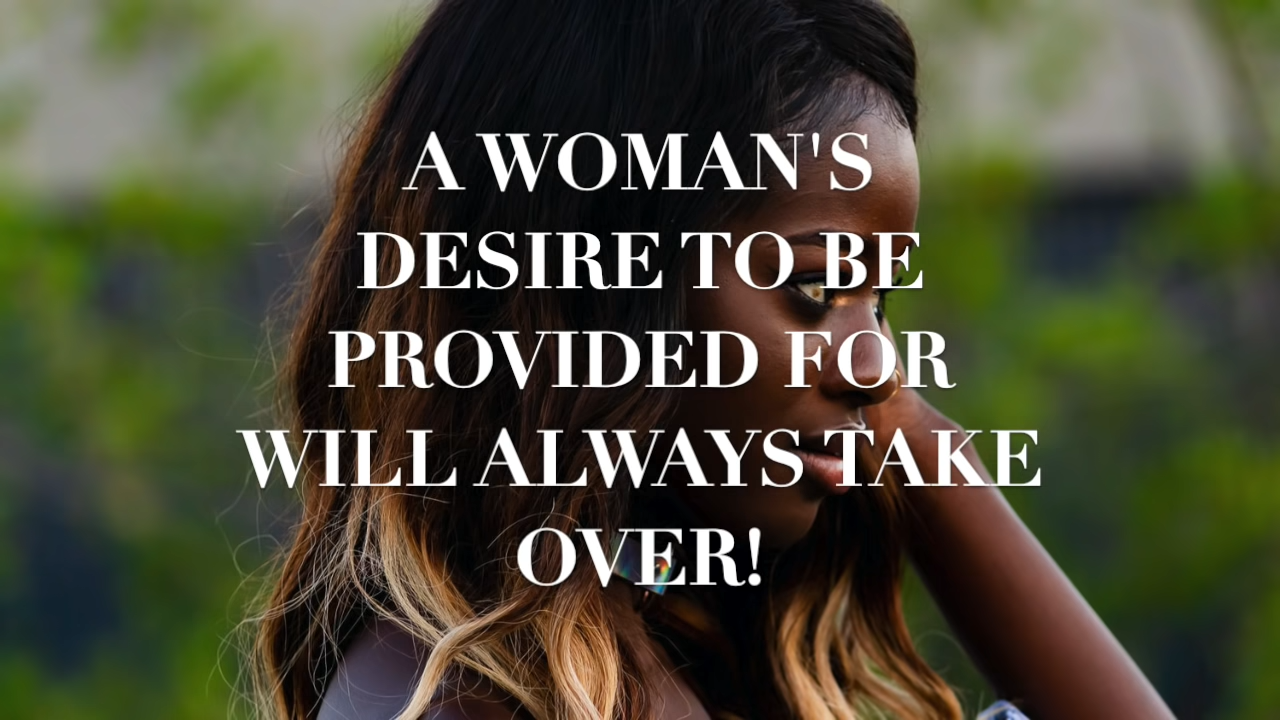 A WOMAN'S
DESIRE TO BE
PROVIDED FOR
WILL ALWAYS TAKE
OVER!